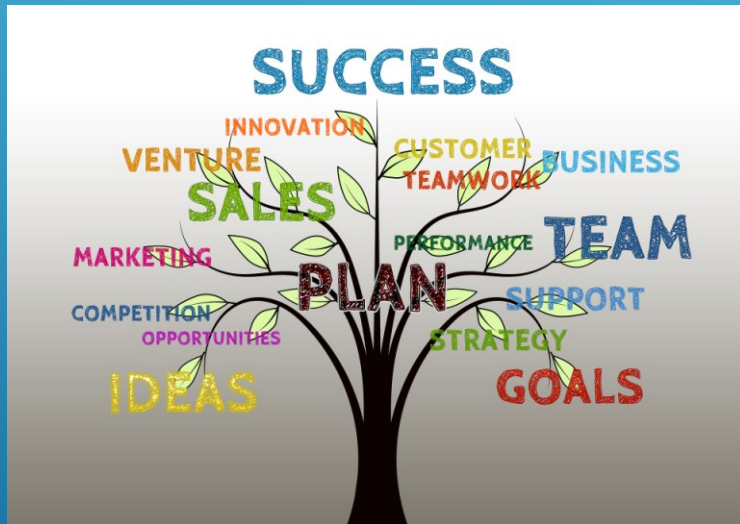 SUCCESS
INNOVATION
CUSTOMER
VENTURE
BUSINESS
TEAMWORK
SALES
TEAM
PERFORMANCE
MARKETING
PLAN
SUPPORT
COMPETITION
OPPORTUNITIES
STRATEGY
IDEAS
GOALS